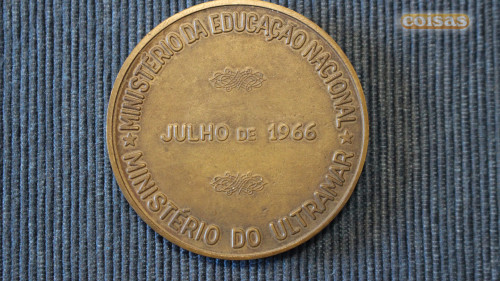 coisas
MINISTÉRIO DA EDUCAÇÃO NACIONAL
JULHO DE 1966
MINISTÉRIO DO ULTRAMAR